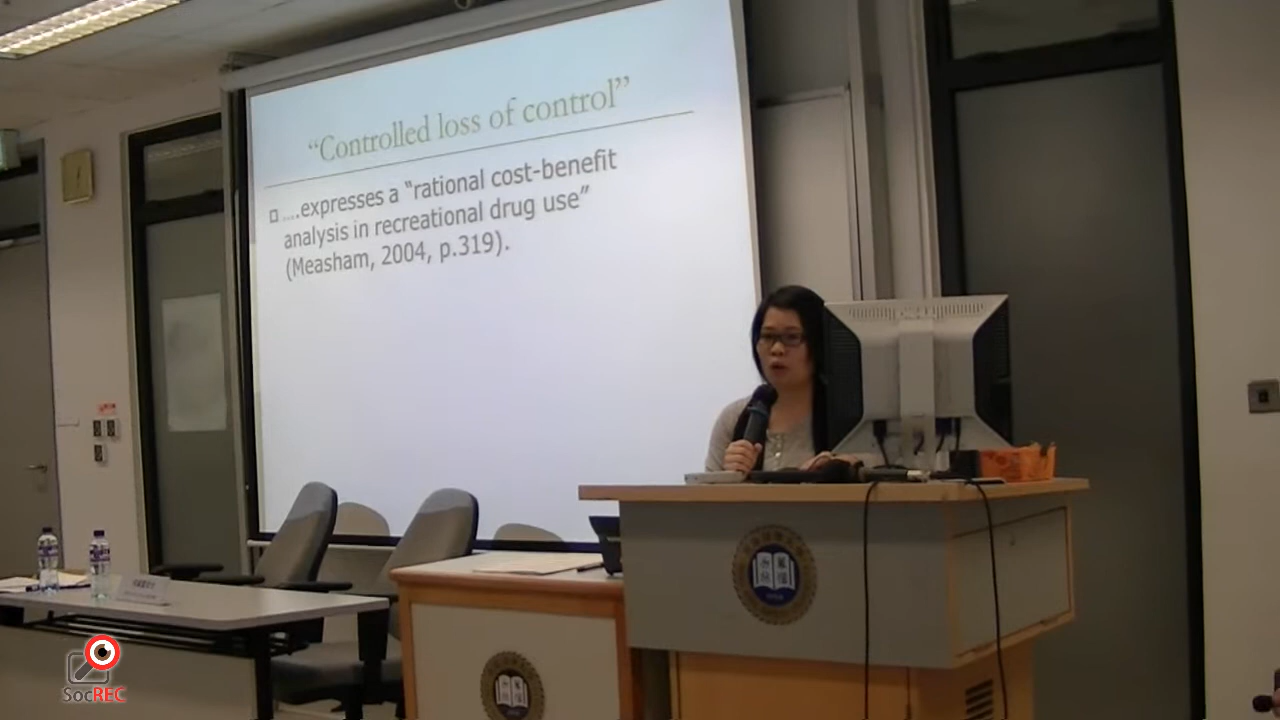 “Controlled loss of control”
....expresses a “rational cost-benefit
analysis in recreational drug use”
(Measham, 2004, p.319).
SocREC